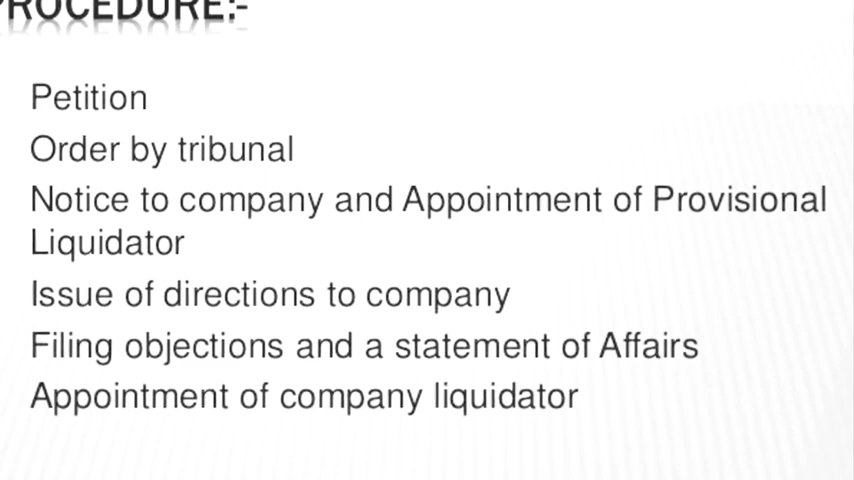 PROCEDURE:-
Petition
Order by tribunal
Notice to company and Appointment of Provisional
Liquidator
Issue of directions to company
Filing objections and a statement of Affairs
Appointment of company liquidator